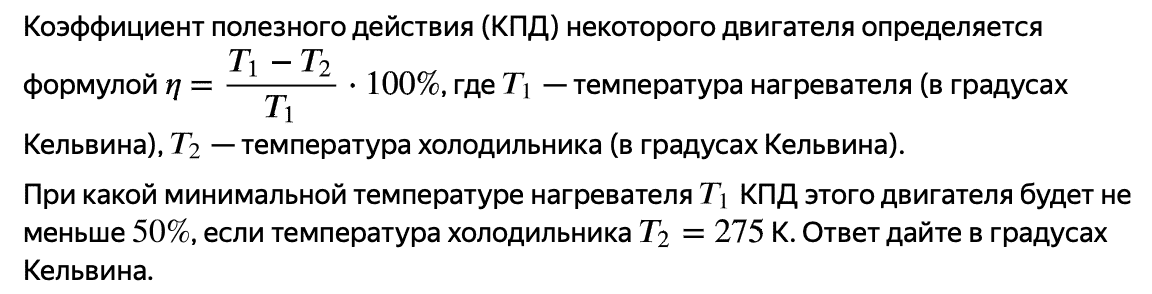 Коэффициент полезного действия (КПД) некоторого двигателя определяется
формулой η = \frac{T_1 − T_2}{T_1} · 100%, где T_1 — температура нагревателя (в градусах
Кельвина), T_2 — температура холодильника (в градусах Кельвина).
При какой минимальной температуре нагревателя T_1 КПД этого двигателя будет не
меньше 50%, если температура холодильника T_2 = 275 К. Ответ дайте в градусах
Кельвина.